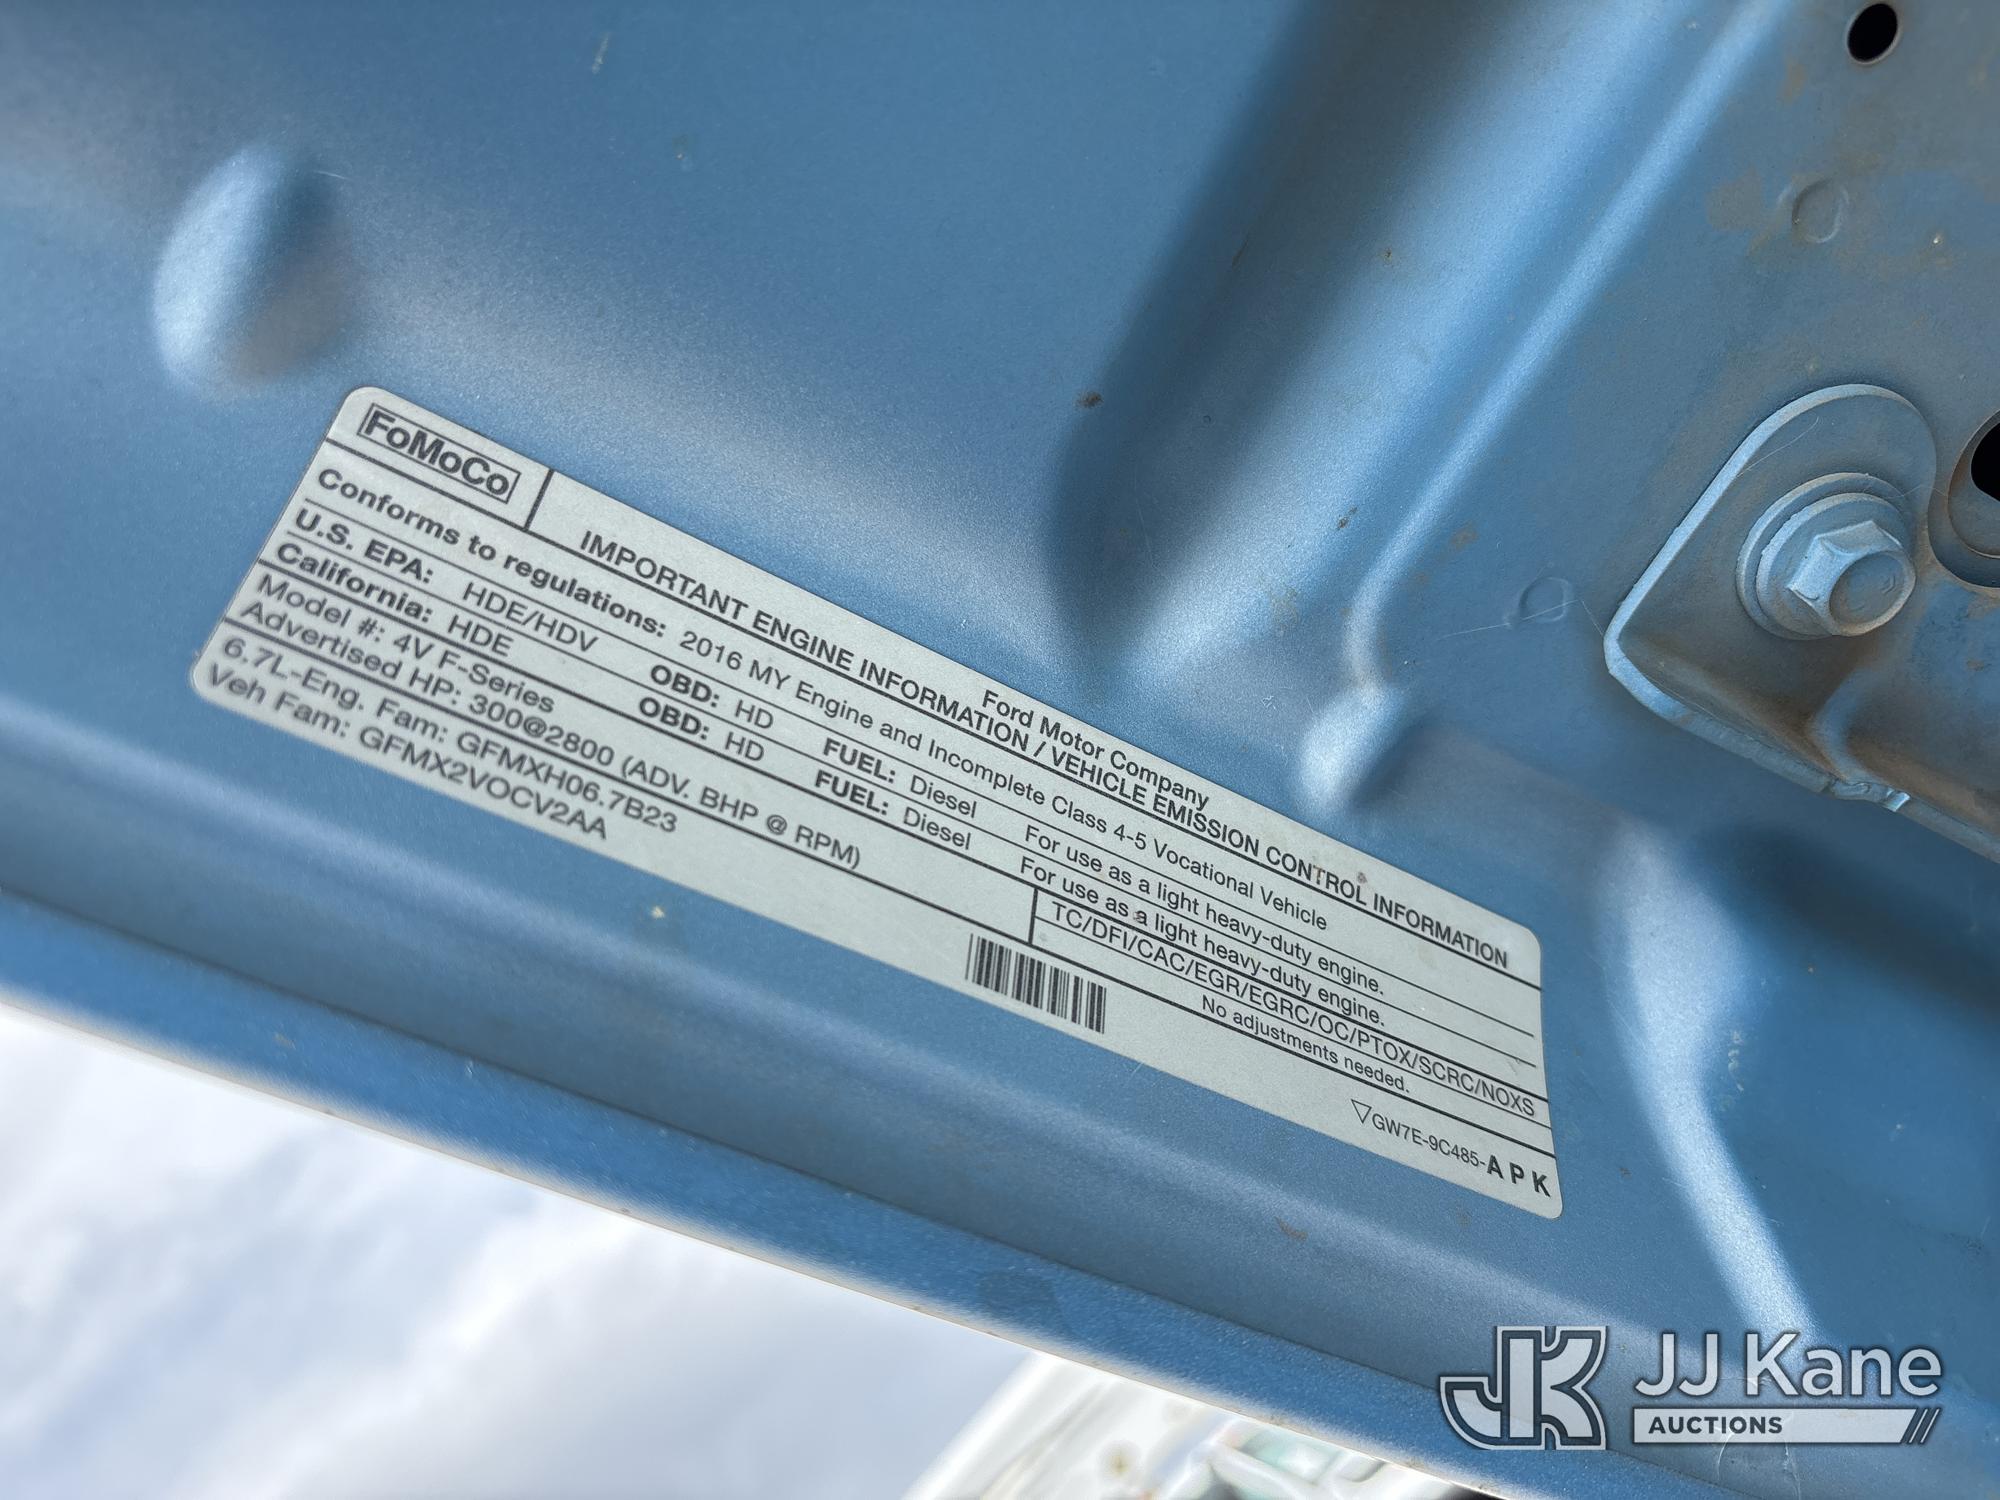 FoMoCo
Ford Motor Company
IMPORTANT ENGINE INFORMATION / VEHICLE EMISSION CONTROL INFORMATION
Conforms to regulations: 2016 MY Engine and Incomplete Class 4-5 Vocational Vehicle
U.S. EPA: HDE/HDV OBD: HD FUEL: Diesel For use as a light heavy-duty engine.
California: HDE OBD: HD FUEL: Diesel For use as a light heavy-duty engine.
Model #: 4V F-Series TC/DFI/CAC/EGR/EGRC/OC/PTOX/SCRC/NOXS
Advertised HP: 300@2800 (ADV. BHP @ RPM) No adjustments needed.
6.7L-Eng. Fam: GFMXH06.7B23
Veh Fam: GFMX2VOCV2AA
▽GW7E-9C485-A P K
JK JJ Kane
AUCTIONS